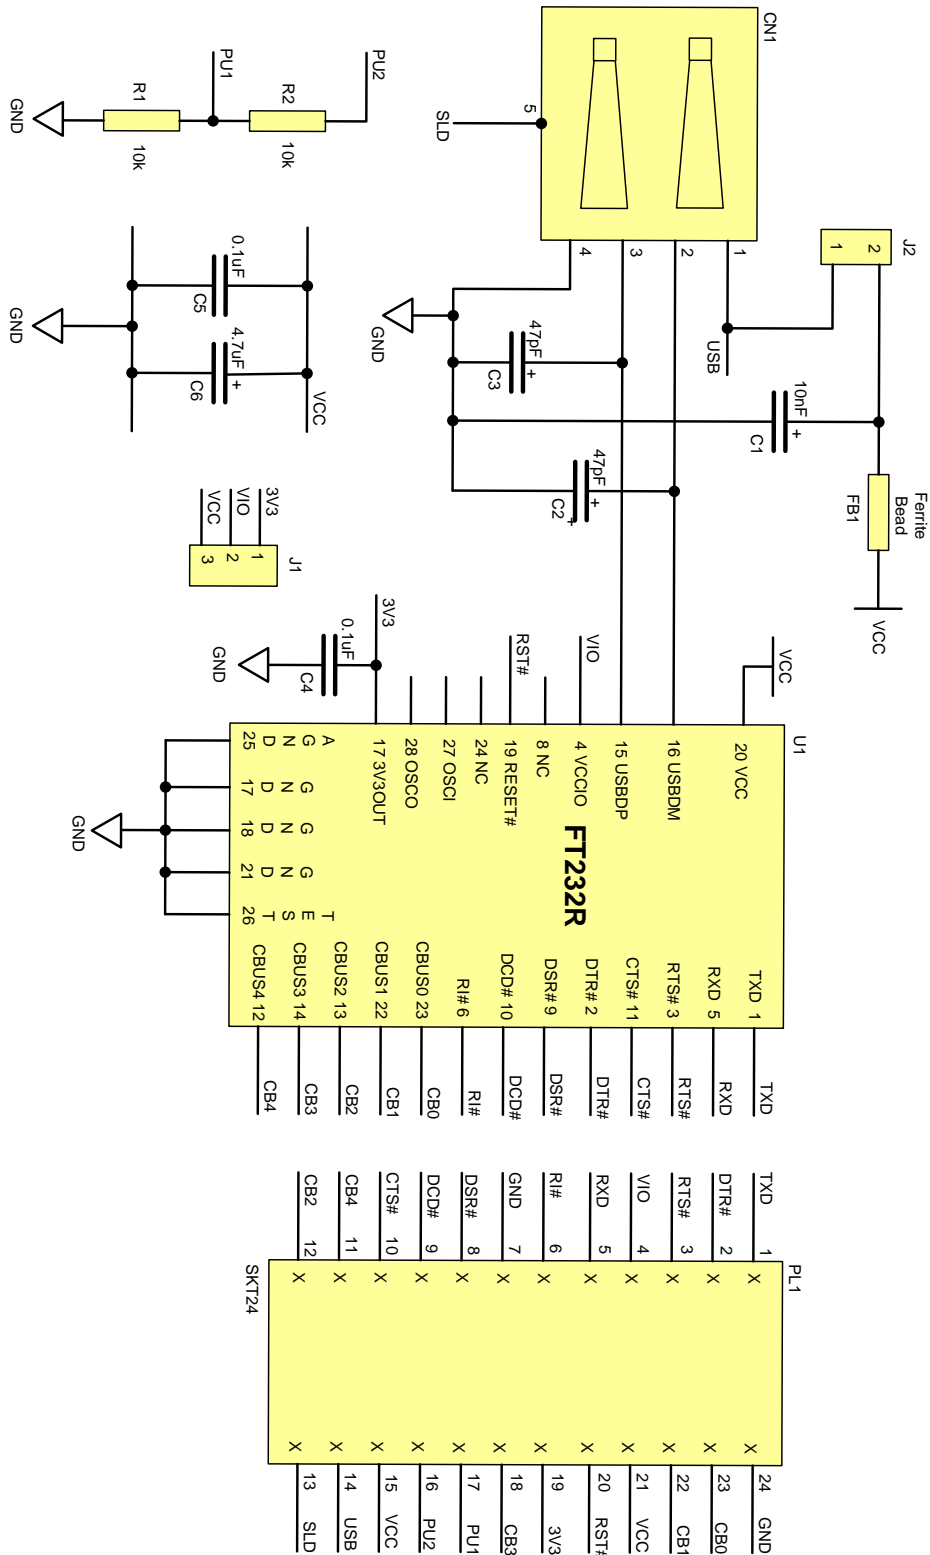 CN1
5
SLD
1
2
3
4
J2
2
1
USB
GND
47pF
C3
10nF
+
C1
47pF
+
C2
+
+
Ferrite
Bead
FB1
VCC
PU2
PU1
R1
R2
10k
10k
GND
0.1uF
C5
4.7uF
+
C6
VCC
GND
3V3
VIO
VCC
1
2
3
J1
3V3
0.1uF
C4
GND
RST#
VIO
VCC
U1
FT232R
20 VCC
16 USBDM
15 USBDP
4 VCCIO
8 NC
19 RESET#
24 NC
27 OSCI
28 OSCO
17 3V3OUT
AGND 25
GND 17
GND 18
GND 21
TEST 26
GND
TXD 1
RXD 5
RTS# 3
CTS# 11
DTR# 2
DSR# 9
DCD# 10
RI# 6
CBUS0 23
CBUS1 22
CBUS2 13
CBUS3 14
CBUS4 12
TXD
RXD
RTS#
CTS#
DTR#
DSR#
DCD#
RI#
CB0
CB1
CB2
CB3
CB4
PL1
SKT24
TXD 1 X
DTR# 2 X
RTS# 3 X
VIO 4 X
RXD 5 X
RI# 6 X
GND 7 X
DSR# 8 X
DCD# 9 X
CTS# 10 X
CB4 11 X
CB2 12 X
X 24 GND
X 23 CB0
X 22 CB1
X 21 VCC
X 20 RST#
X 19 3V3
X 18 CB3
X 17 PU1
X 16 PU2
X 15 VCC
X 14 USB
X 13 SLD